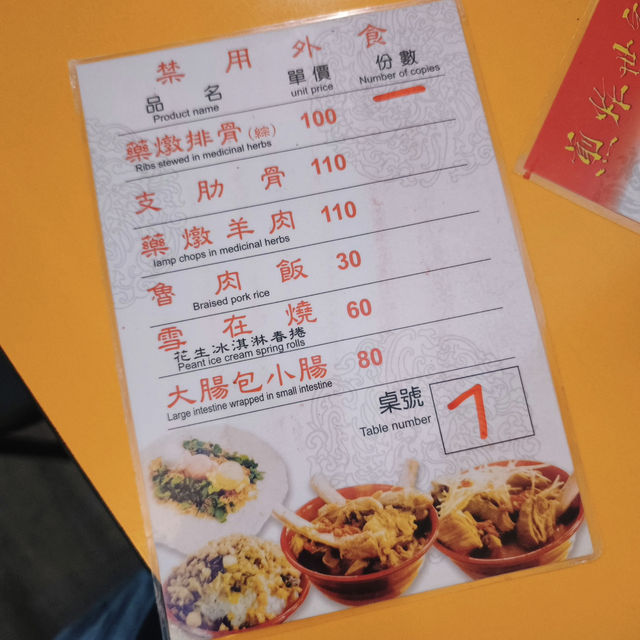 禁用外食
品名 單價 份數
Product name unit price Number of copies
藥燉排骨(綜) 100
Ribs stewed in medicinal herbs
支肋骨 110
藥燉羊肉 110
lamp chops in medicinal herbs
魯肉飯 30
Braised pork rice
雪在燒 60
花生冰淇淋春捲
Peant ice cream spring rolls
大腸包小腸 80
Large intestine wrapped in small intestine
桌號 7
Table number